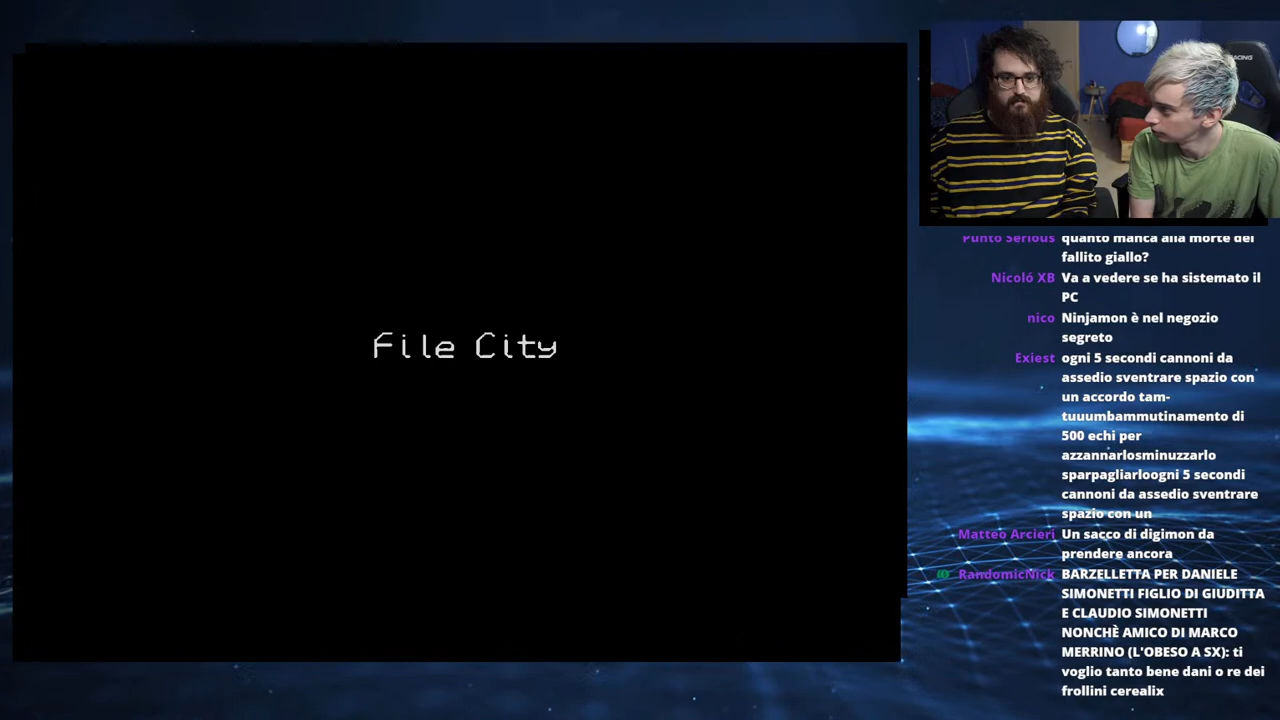 File City
RACING
Punto Serious quanto manca alla morte del
fallito giallo?
Nicoló XB Va a vedere se ha sistemato il
PC
nico Ninjamon è nel negozio
segreto
Exiest ogni 5 secondi cannoni da
assedio sventrare spazio con
un accordo tam-
tuuumbammutinamento di
500 echi per
azzannarlosminuzzarlo
sparpagliarloogni 5 secondi
cannoni da assedio sventrare
spazio con un
Matteo Arcieri Un sacco di digimon da
prendere ancora
RandomicNick BARZELLETTA PER DANIELE
SIMONETTI FIGLIO DI GIUDITTA
E CLAUDIO SIMONETTI
NONCHÈ AMICO DI MARCO
MERRINO (L'OBESO A SX): ti
voglio tanto bene dani o re dei
frollini cerealix